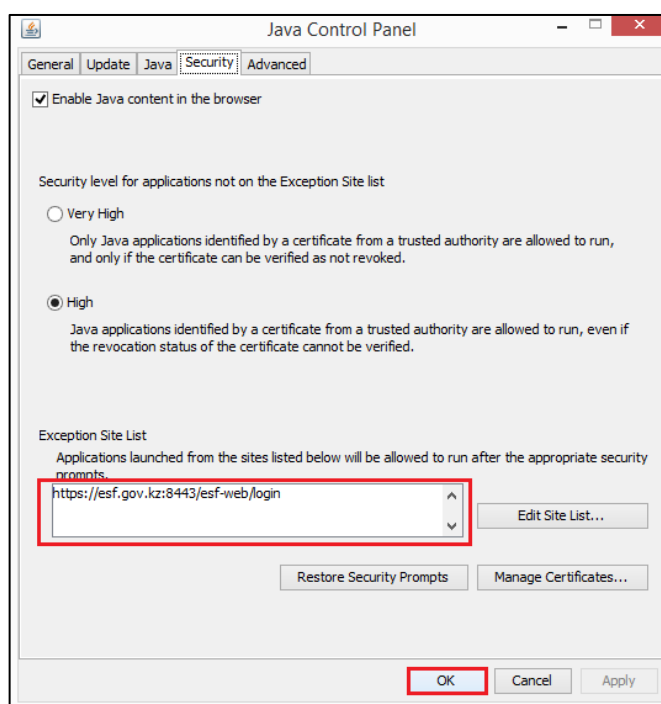 Java Control Panel
General Update Java Security Advanced
Enable Java content in the browser
Security level for applications not on the Exception Site list
Very High
Only Java applications identified by a certificate from a trusted authority are allowed to run,
and only if the certificate can be verified as not revoked.
High
Java applications identified by a certificate from a trusted authority are allowed to run, even if
the revocation status of the certificate cannot be verified.
Exception Site List
Applications launched from the sites listed below will be allowed to run after the appropriate security
prompts.
https://esf.gov.kz:8443/esf-web/login
Edit Site List...
Restore Security Prompts Manage Certificates...
OK Cancel Apply